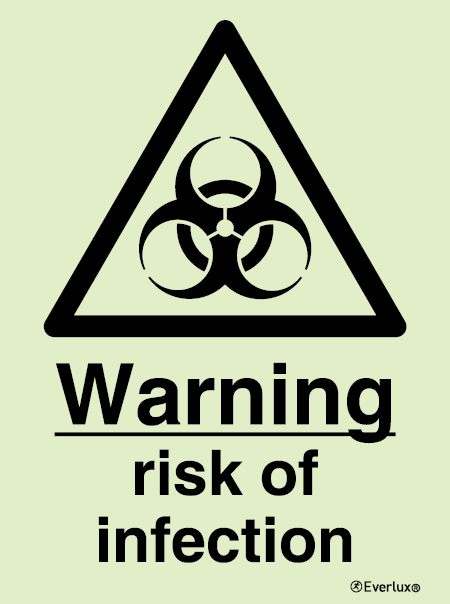 Warning
risk of
infection
Everlux®